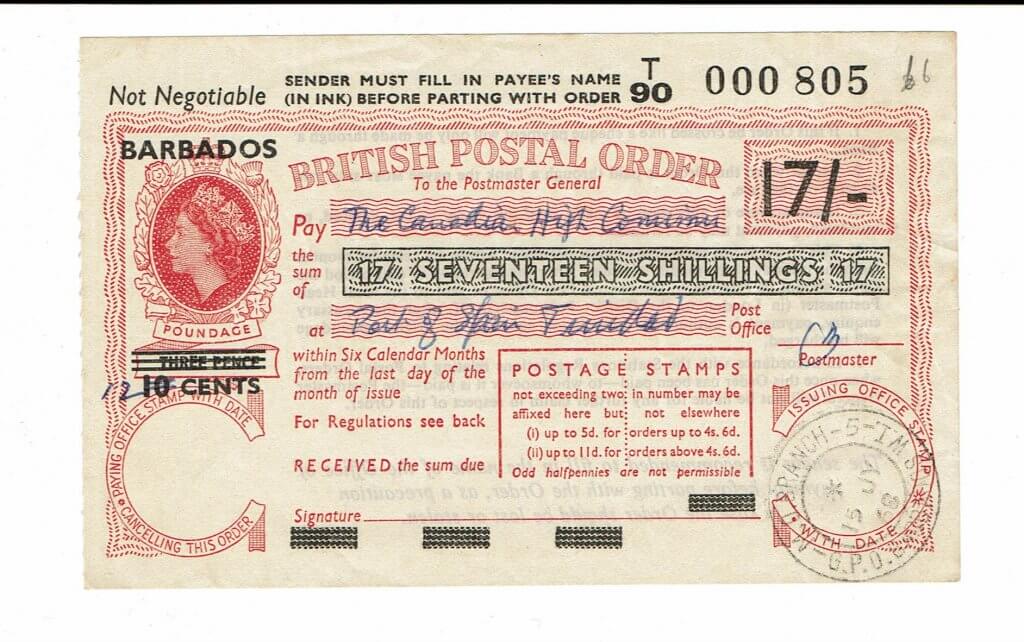 Not Negotiable
SENDER MUST FILL IN PAYEE'S NAME
(IN INK) BEFORE PARTING WITH ORDER
T
90
000 805
BARBADOS
BRITISH POSTAL ORDER
To the Postmaster General
17/-
Pay The Canadian High
the sum of
17 SEVENTEEN SHILLINGS 17
at Port of Spain Trinidad Post Office
POUNDAGE
THREE PENCE
12 10 CENTS
Postmaster
within Six Calendar Months
from the last day of the
month of issue
For Regulations see back
RECEIVED the sum due
Signature
POSTAGE STAMPS
not exceeding two in number may be
affixed here but not elsewhere
(i) up to 5d. for orders up to 4s. 6d.
(ii) up to 11d. for orders above 4s. 6d.
Odd halfpennies are not permissible
PAYING OFFICE STAMP WITH DATE
CANCELLING THIS ORDER
ISSUING OFFICE STAMP
WITH DATE
BRANCH
G.P.O.
15 JU 68